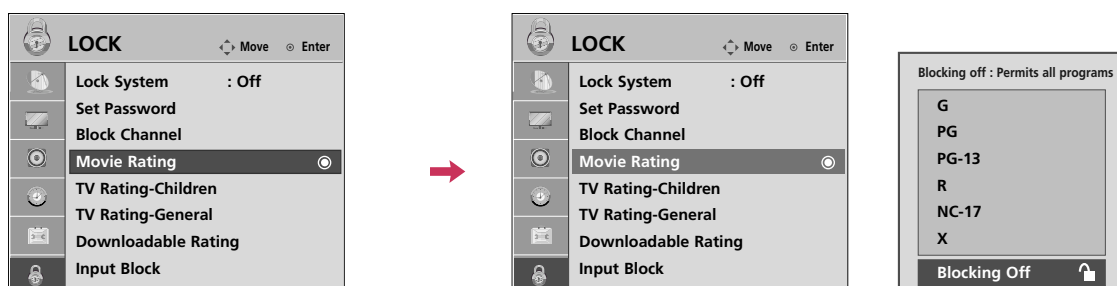 LOCK Move Enter
Lock System : Off
Set Password
Block Channel
Movie Rating
TV Rating-Children
TV Rating-General
Downloadable Rating
Input Block
LOCK Move Enter
Lock System : Off
Set Password
Block Channel
Movie Rating
TV Rating-Children
TV Rating-General
Downloadable Rating
Input Block
Blocking off : Permits all programs
G
PG
PG-13
R
NC-17
X
Blocking Off